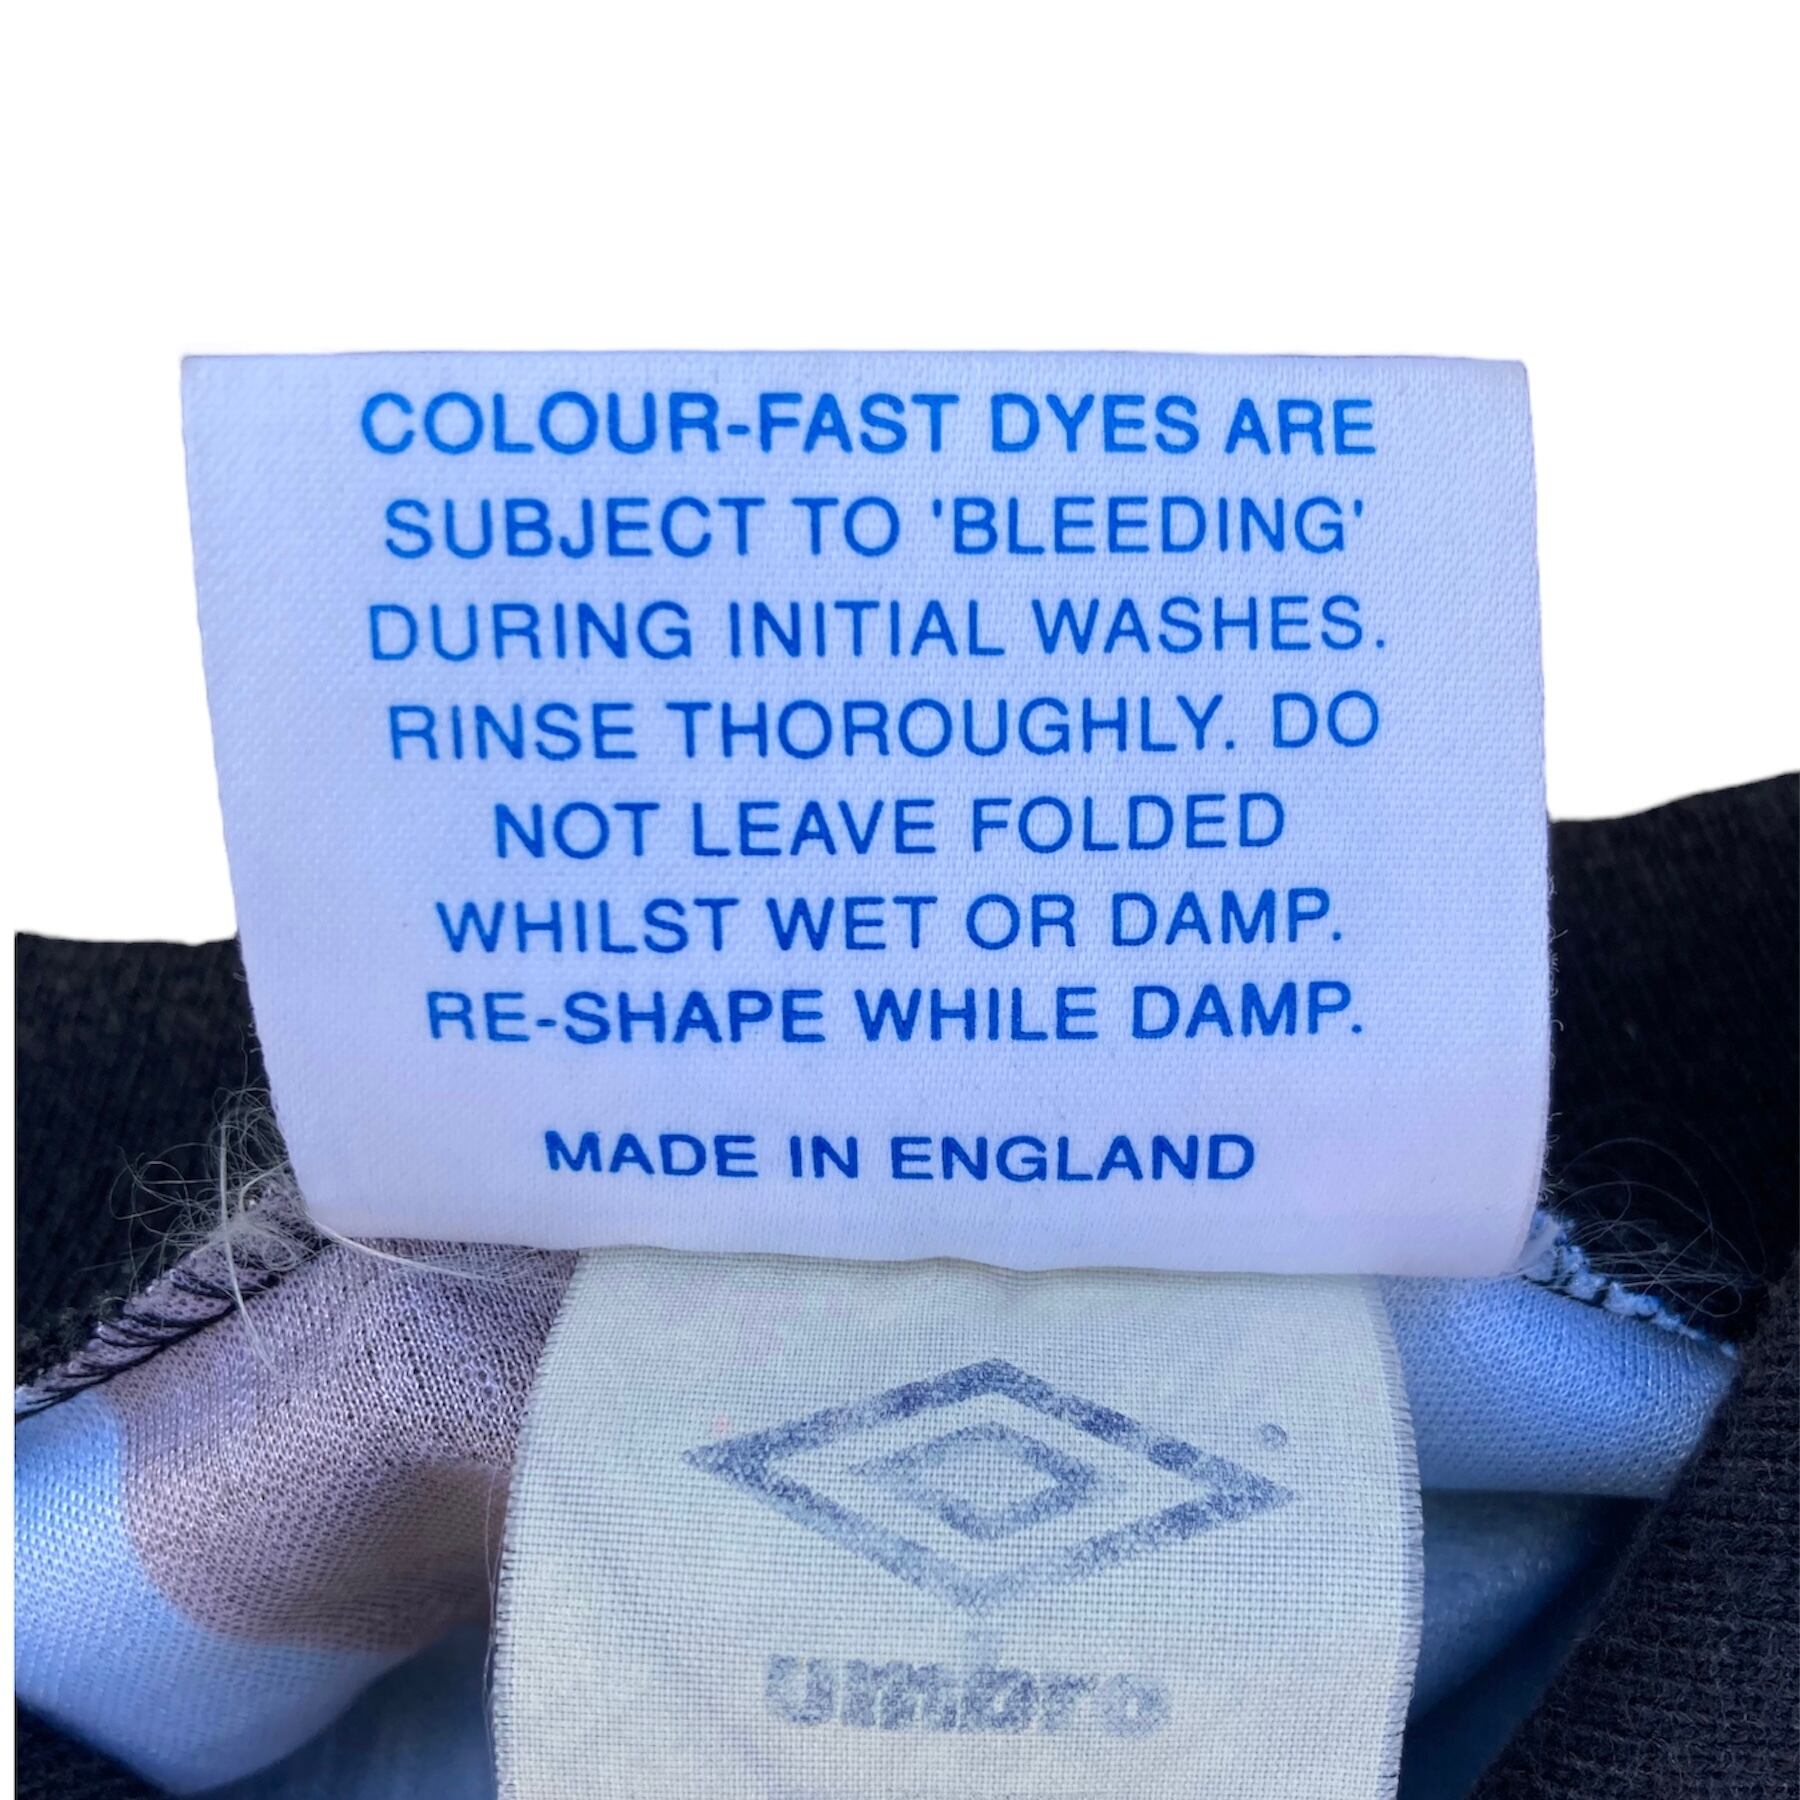 COLOUR-FAST DYES ARE
SUBJECT TO 'BLEEDING'
DURING INITIAL WASHES.
RINSE THOROUGHLY. DO
NOT LEAVE FOLDED
WHILST WET OR DAMP.
RE-SHAPE WHILE DAMP.
MADE IN ENGLAND
umbro